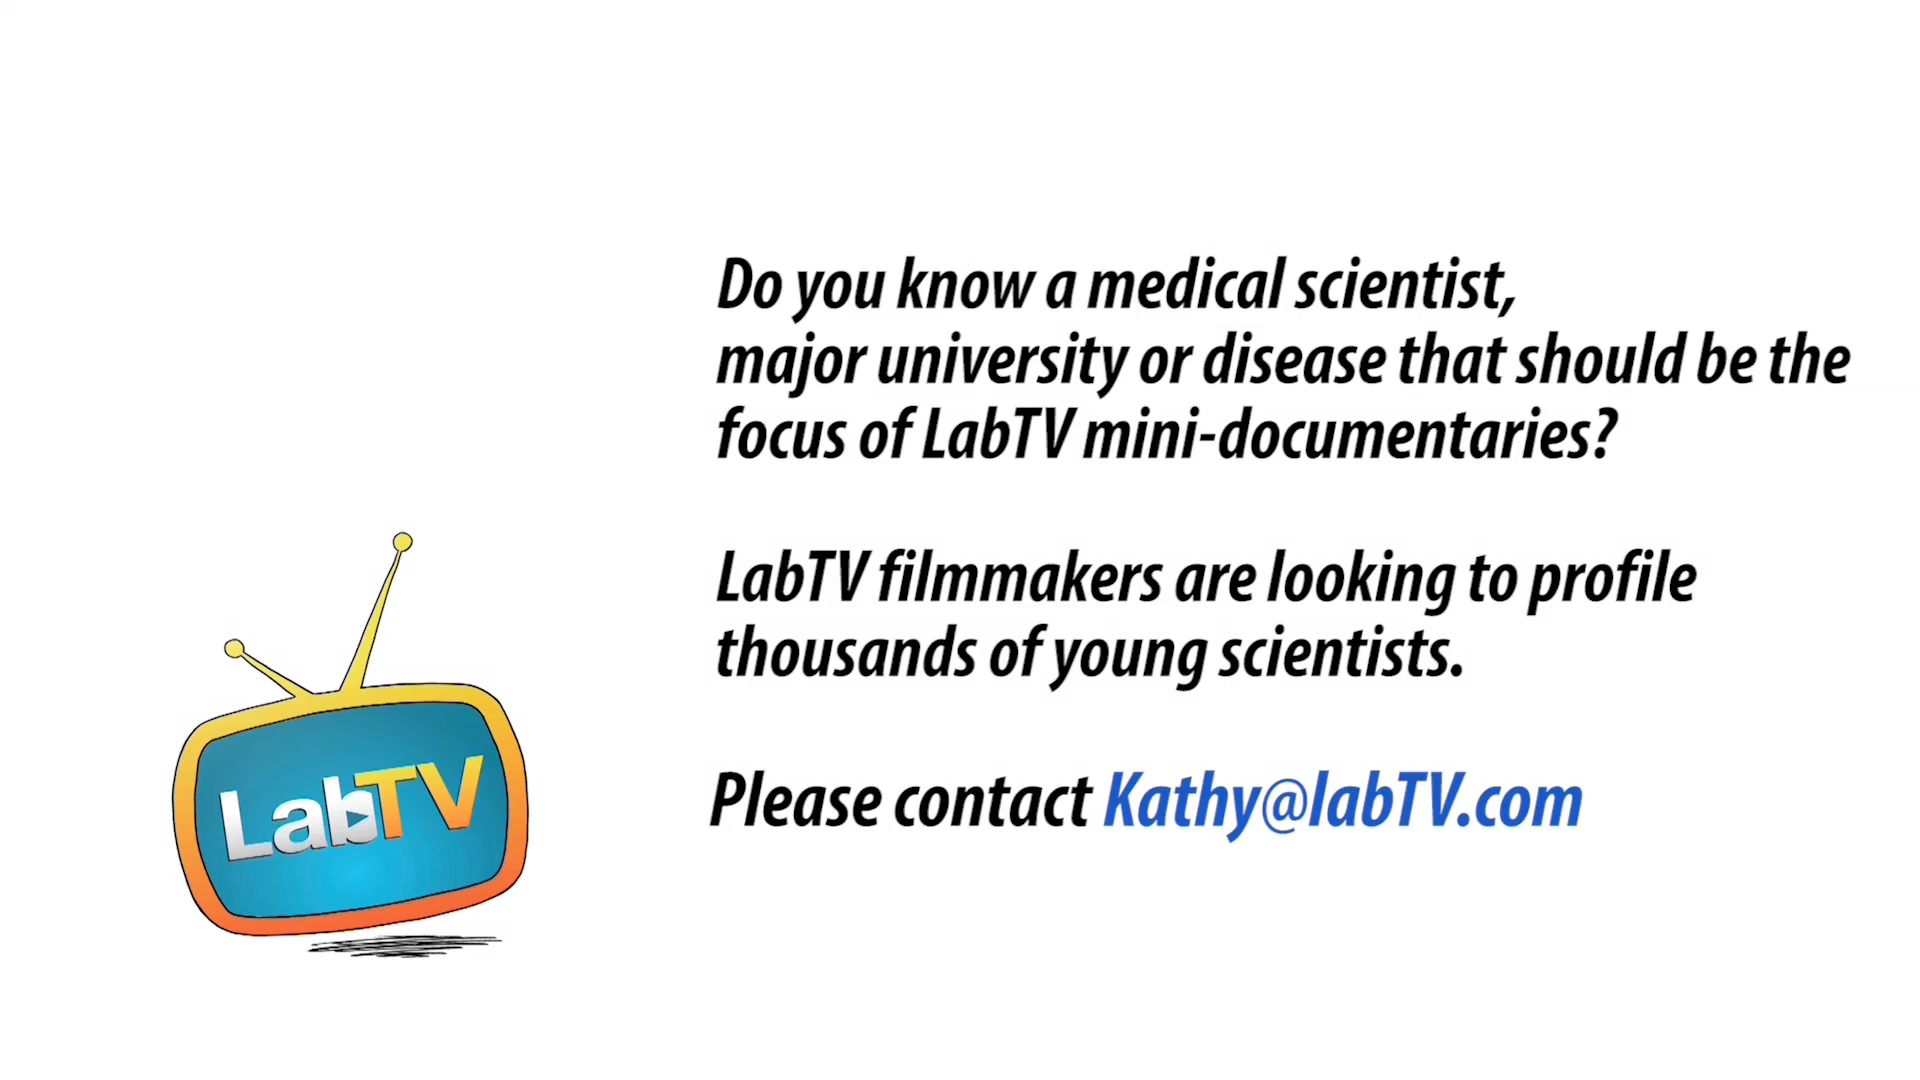 Do you know a medical scientist,
major university or disease that should be the
focus of LabTV mini-documentaries?
LabTV filmmakers are looking to profile
thousands of young scientists.
Please contact Kathy@labTV.com
LabTV